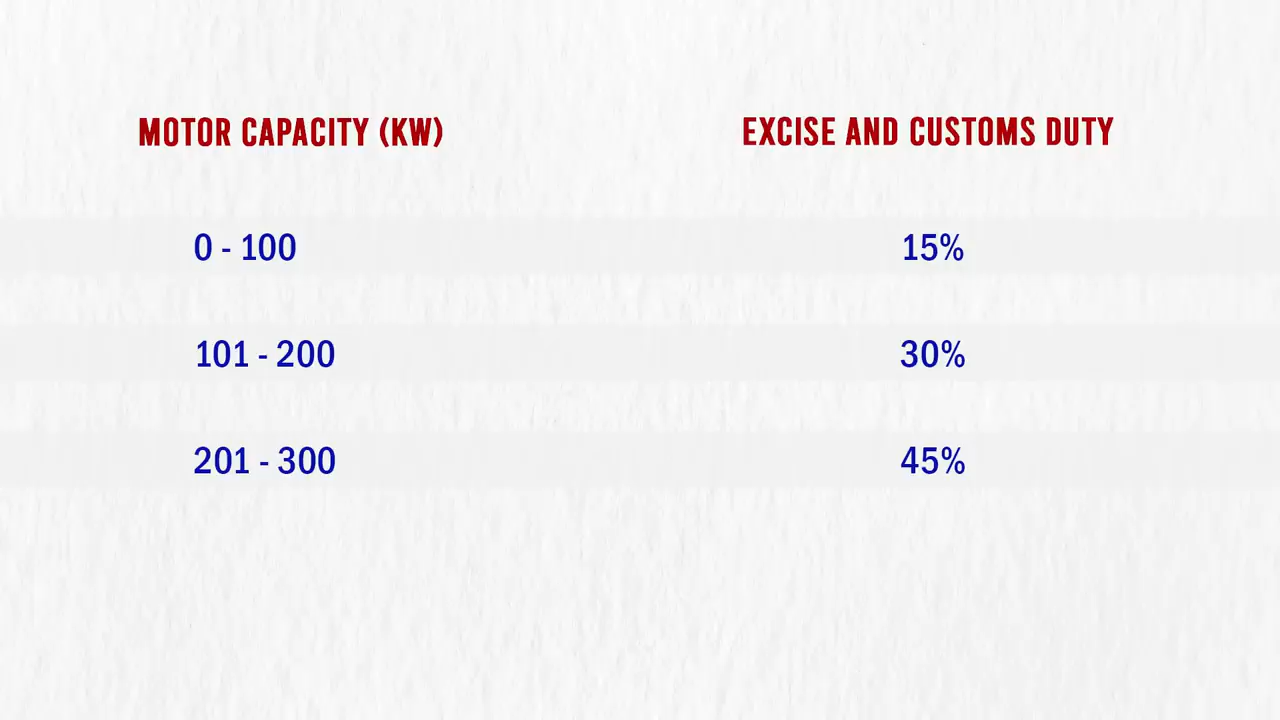 MOTOR CAPACITY (KW) EXCISE AND CUSTOMS DUTY
0 - 100 15%
101 - 200 30%
201 - 300 45%